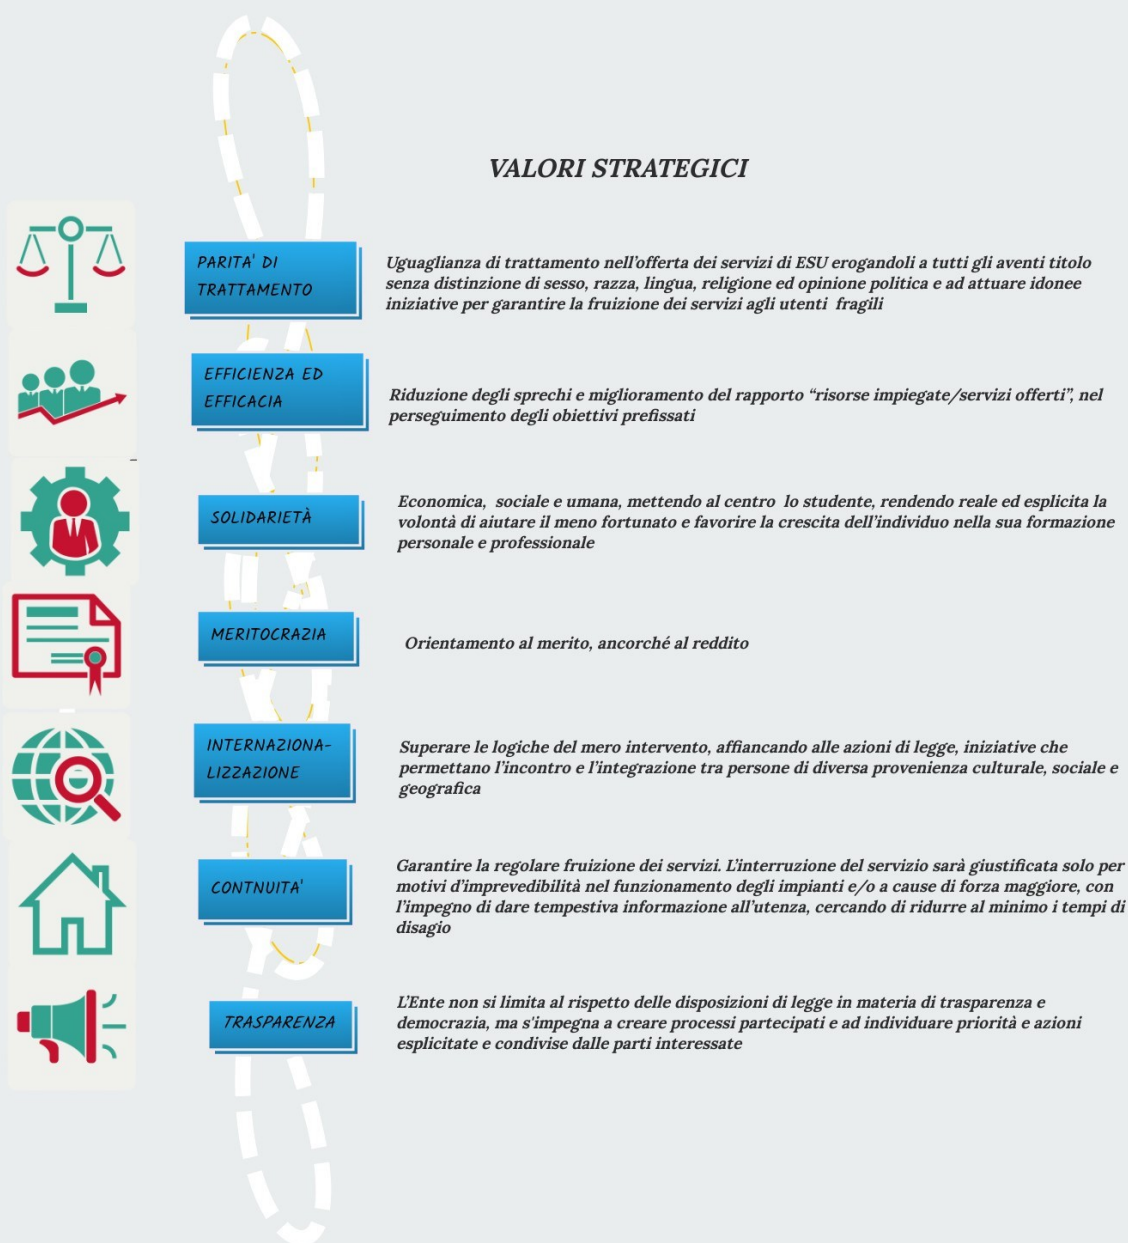 VALORI STRATEGICI
PARITA' DI
TRATTAMENTO
Uguaglianza di trattamento nell'offerta dei servizi di ESU erogandoli a tutti gli aventi titolo
senza distinzione di sesso, razza, lingua, religione ed opinione politica e ad attuare idonee
iniziative per garantire la fruizione dei servizi agli utenti fragili
EFFICIENZA ED
EFFICACIA
Riduzione degli sprechi e miglioramento del rapporto “risorse impiegate/servizi offerti”, nel
perseguimento degli obiettivi prefissati
SOLIDARIETÀ
Economica, sociale e umana, mettendo al centro lo studente, rendendo reale ed esplicita la
volontà di aiutare il meno fortunato e favorire la crescita dell'individuo nella sua formazione
personale e professionale
MERITOCRAZIA
Orientamento al merito, ancorché al reddito
INTERNAZIONA-
LIZZAZIONE
Superare le logiche del mero intervento, affiancando alle azioni di legge, iniziative che
permettano l'incontro e l'integrazione tra persone di diversa provenienza culturale, sociale e
geografica
CONTNUITA'
Garantire la regolare fruizione dei servizi. L'interruzione del servizio sarà giustificata solo per
motivi d'imprevedibilità nel funzionamento degli impianti e/o a cause di forza maggiore, con
l'impegno di dare tempestiva informazione all'utenza, cercando di ridurre al minimo i tempi di
disagio
TRASPARENZA
L'Ente non si limita al rispetto delle disposizioni di legge in materia di trasparenza e
democrazia, ma s'impegna a creare processi partecipati e ad individuare priorità e azioni
esplicitate e condivise dalle parti interessate